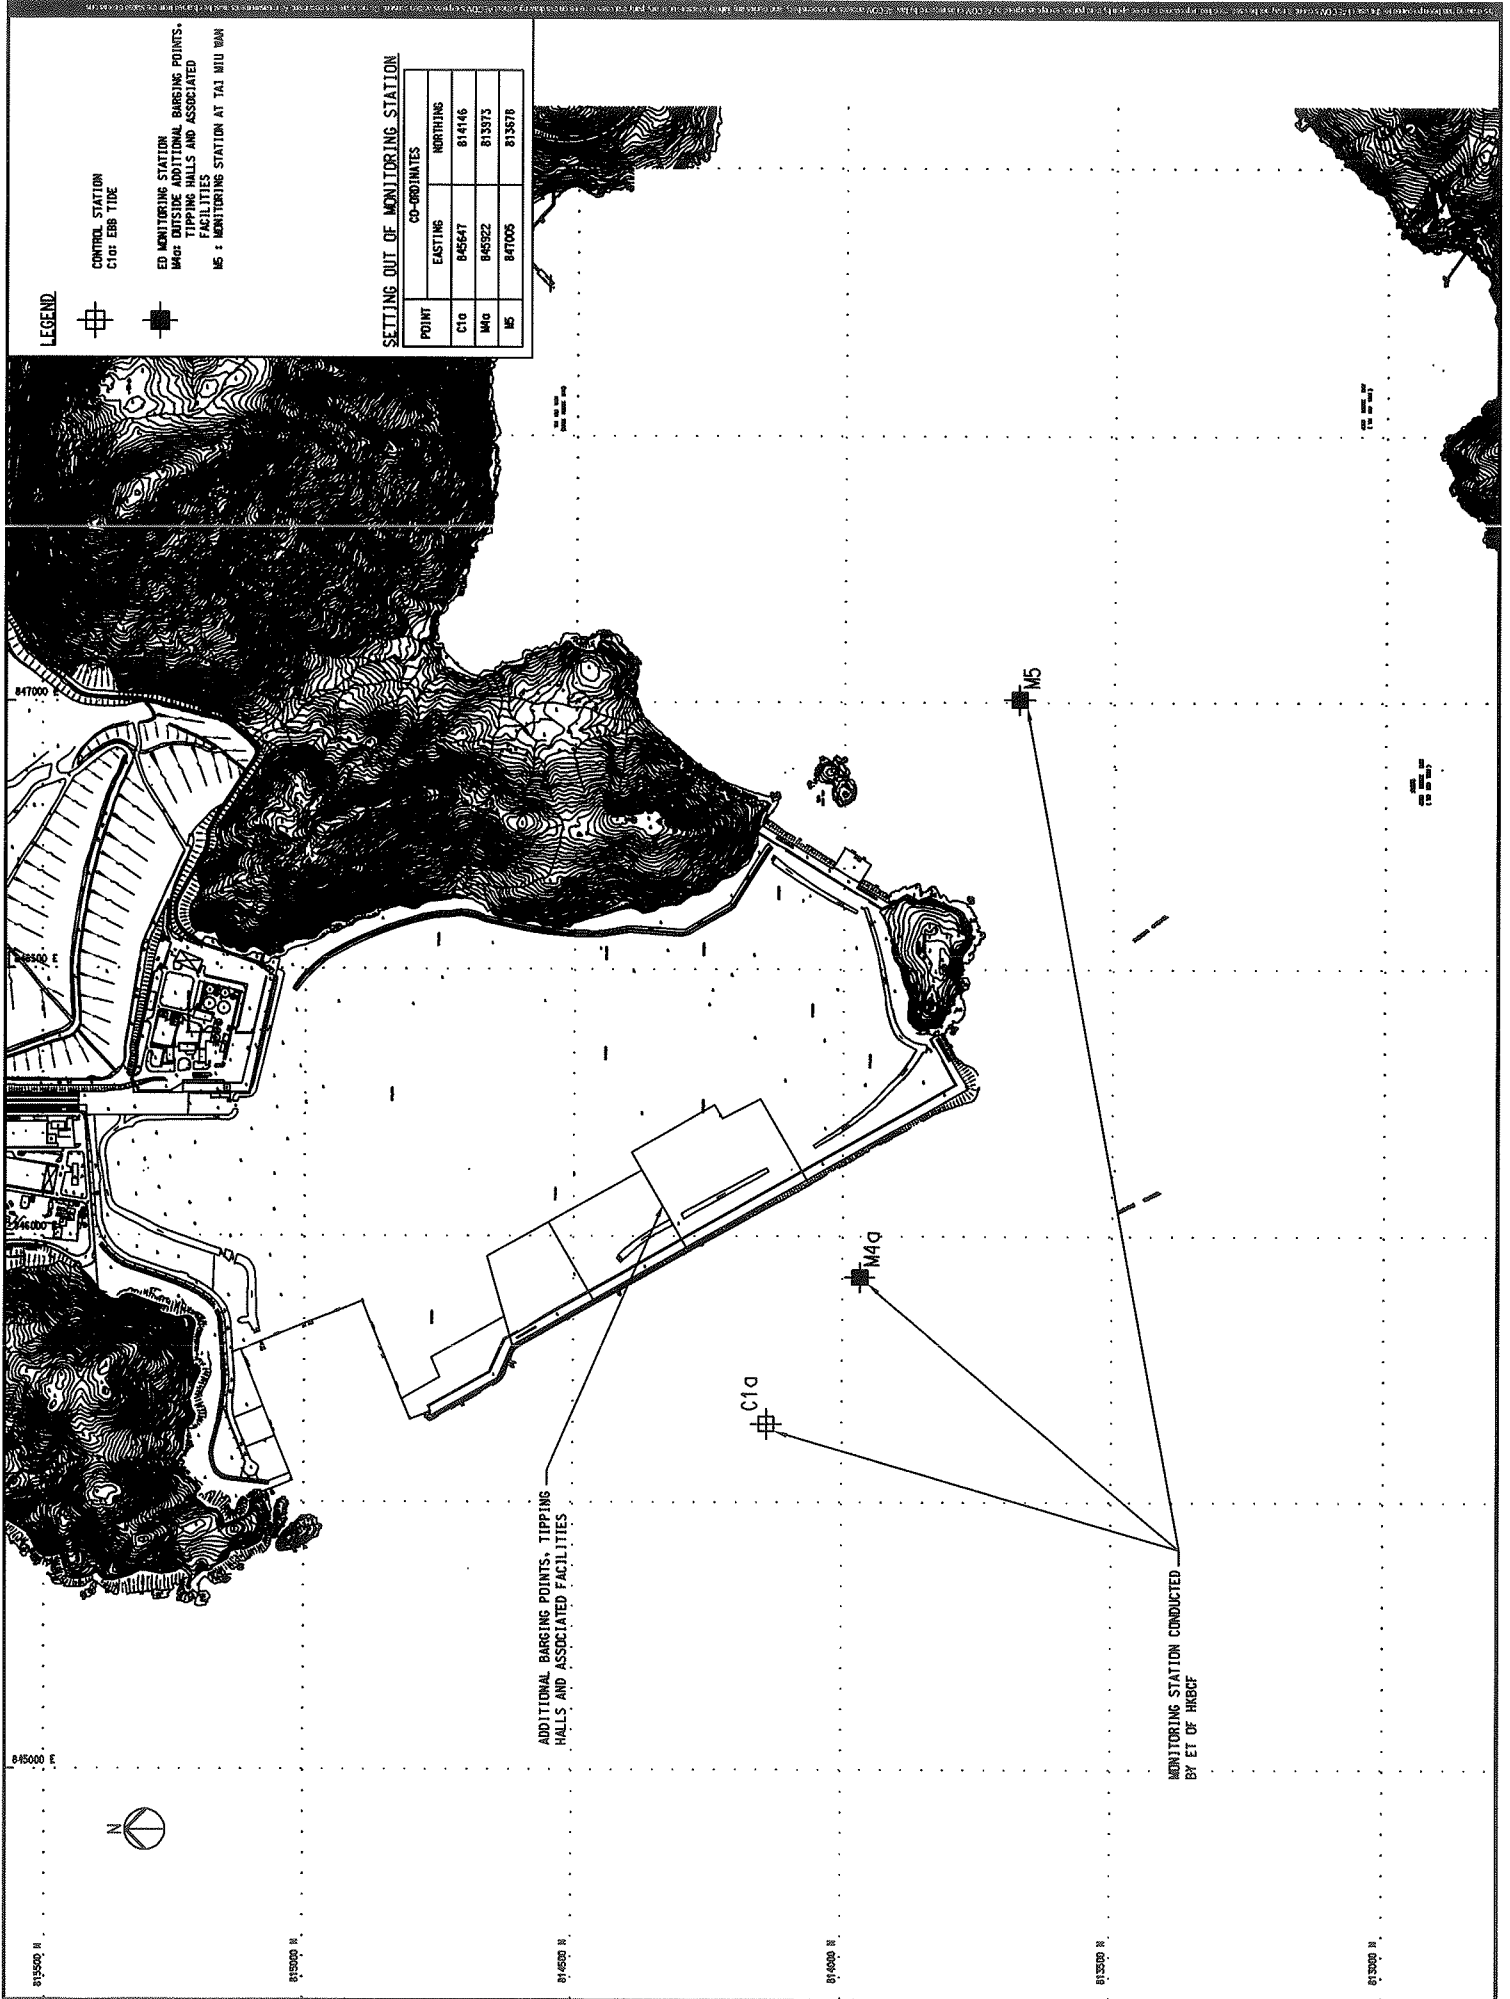 LEGEND
CONTROL STATION
C1a: EBB TIDE
ED MONITORING STATION
M4a: OUTSIDE ADDITIONAL BARGING POINTS,
TIPPING HALLS AND ASSOCIATED
FACILITIES
M5 : MONITORING STATION AT TAI MIU WAN
SETTING OUT OF MONITORING STATION
POINT CO-ORDINATES
EASTING NORTHING
C1a 845647 814146
M4a 845922 813973
M5 847005 813678
N
815500 N
815000 N
814500 N
814000 N
813500 N
813000 N
845000 E
846000 E
846500 E
847000 E
C1a
M4a
M5
ADDITIONAL BARGING POINTS, TIPPING
HALLS AND ASSOCIATED FACILITIES
MONITORING STATION CONDUCTED
BY ET OF HKBCF